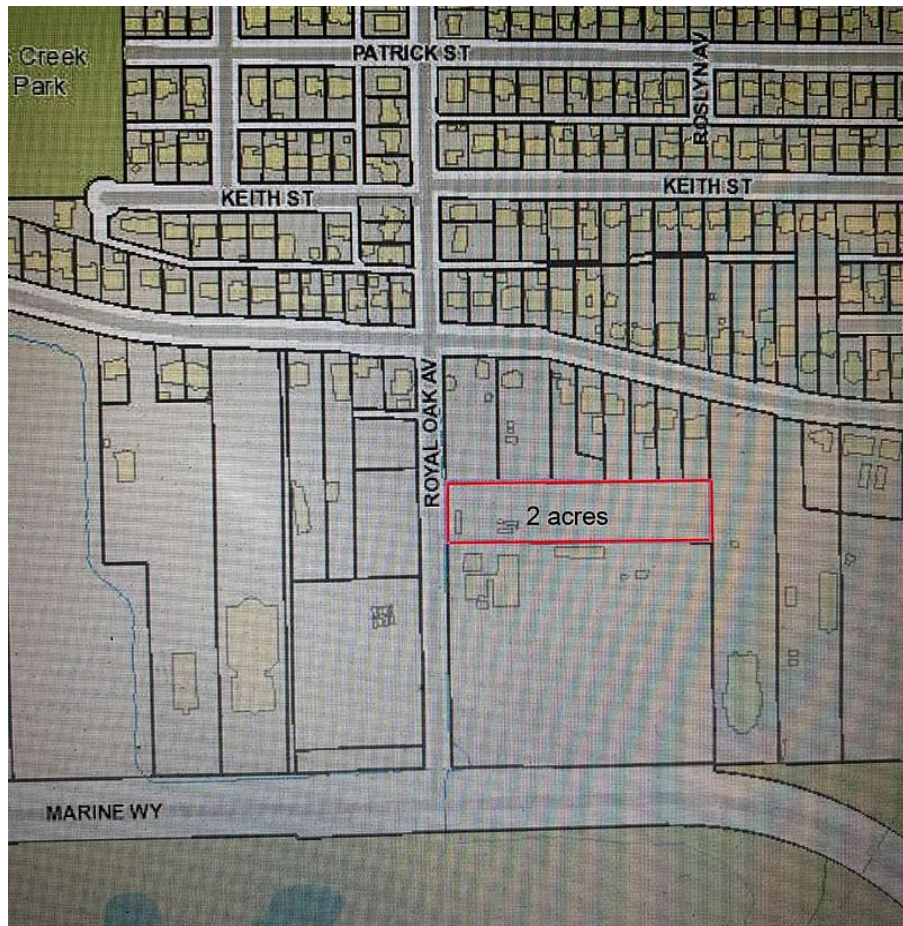 s Creek
Park
PATRICK ST
ROSLYN AV
KEITH ST
KEITH ST
ROYAL OAK AV
2 acres
MARINE WY